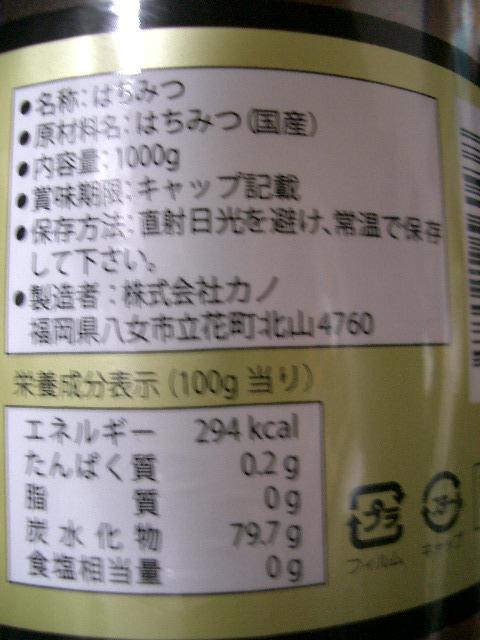 ●名称:はちみつ
●原材料名:はちみつ(国産)
●内容量:1000g
●賞味期限:キャップ記載
●保存方法:直射日光を避け、常温で保存
して下さい。
●製造者:株式会社カノ
福岡県八女市立花町北山4760
栄養成分表示(100g当り)
エネルギー 294 kcal
たんぱく質 0.2 g
脂質 0 g
炭水化物 79.7 g
食塩相当量 0 g
プラ
フィルム
キャップ